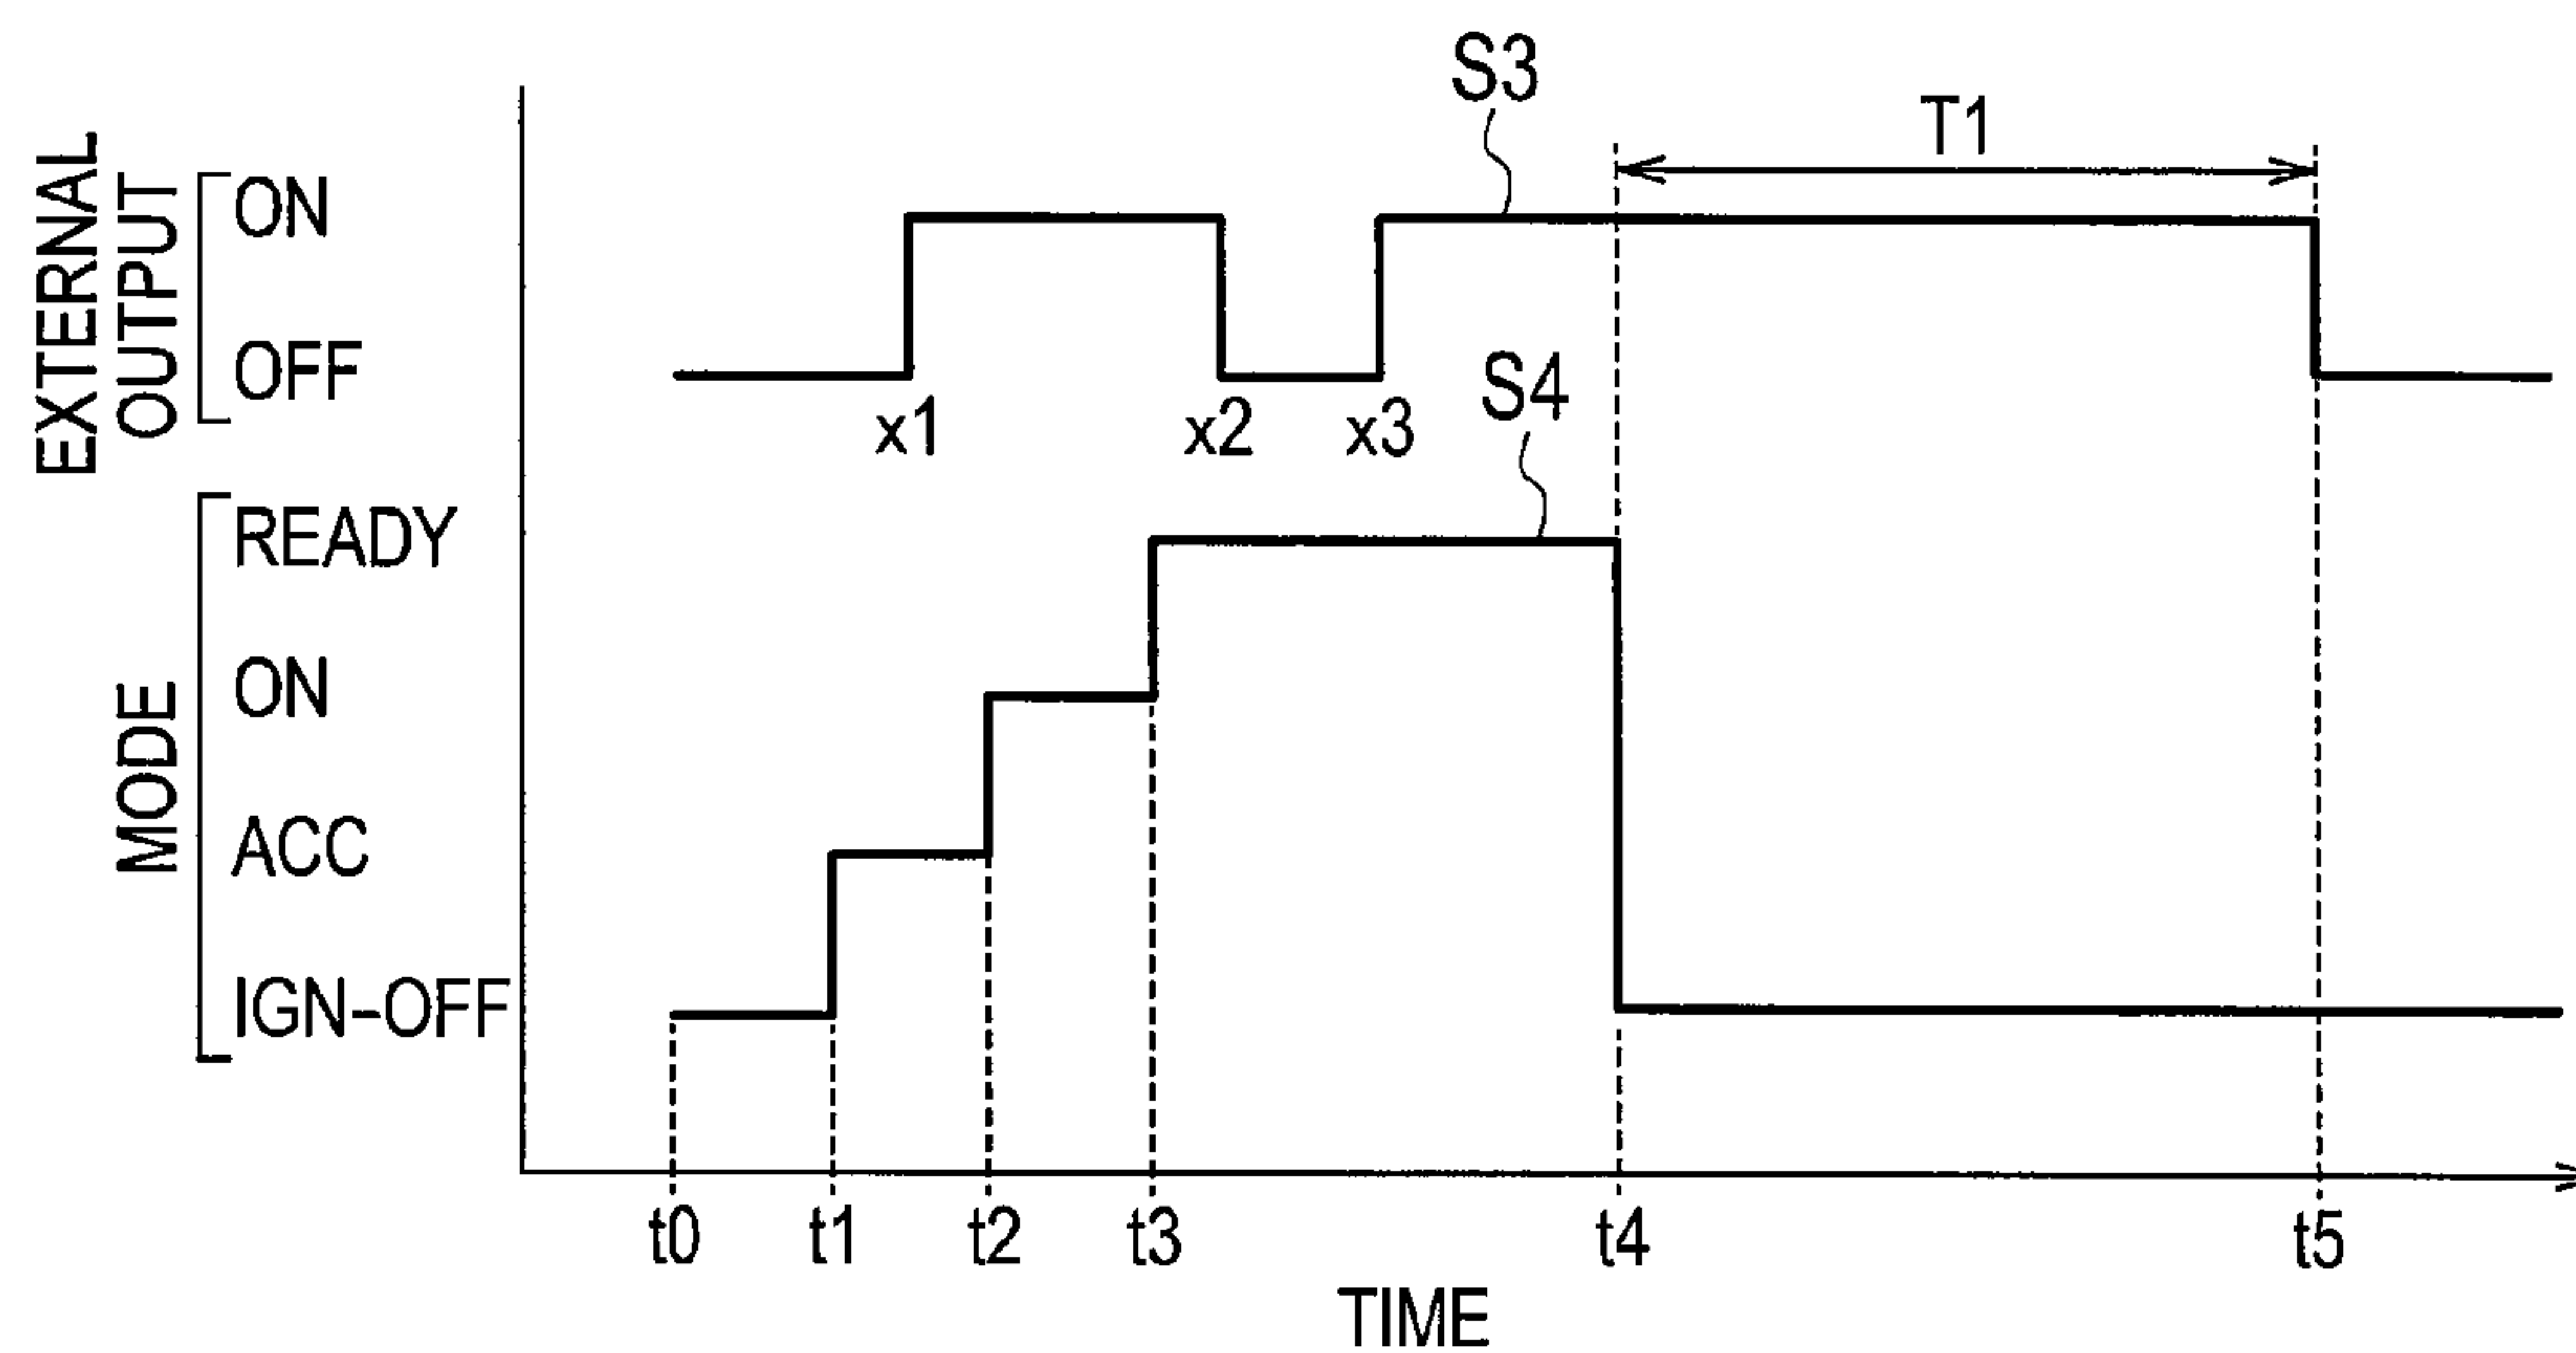 S3
T1
EXTERNAL
OUTPUT
ON
OFF
x1
x2
x3
S4
MODE
READY
ON
ACC
IGN-OFF
t0
t1
t2
t3
t4
t5
TIME